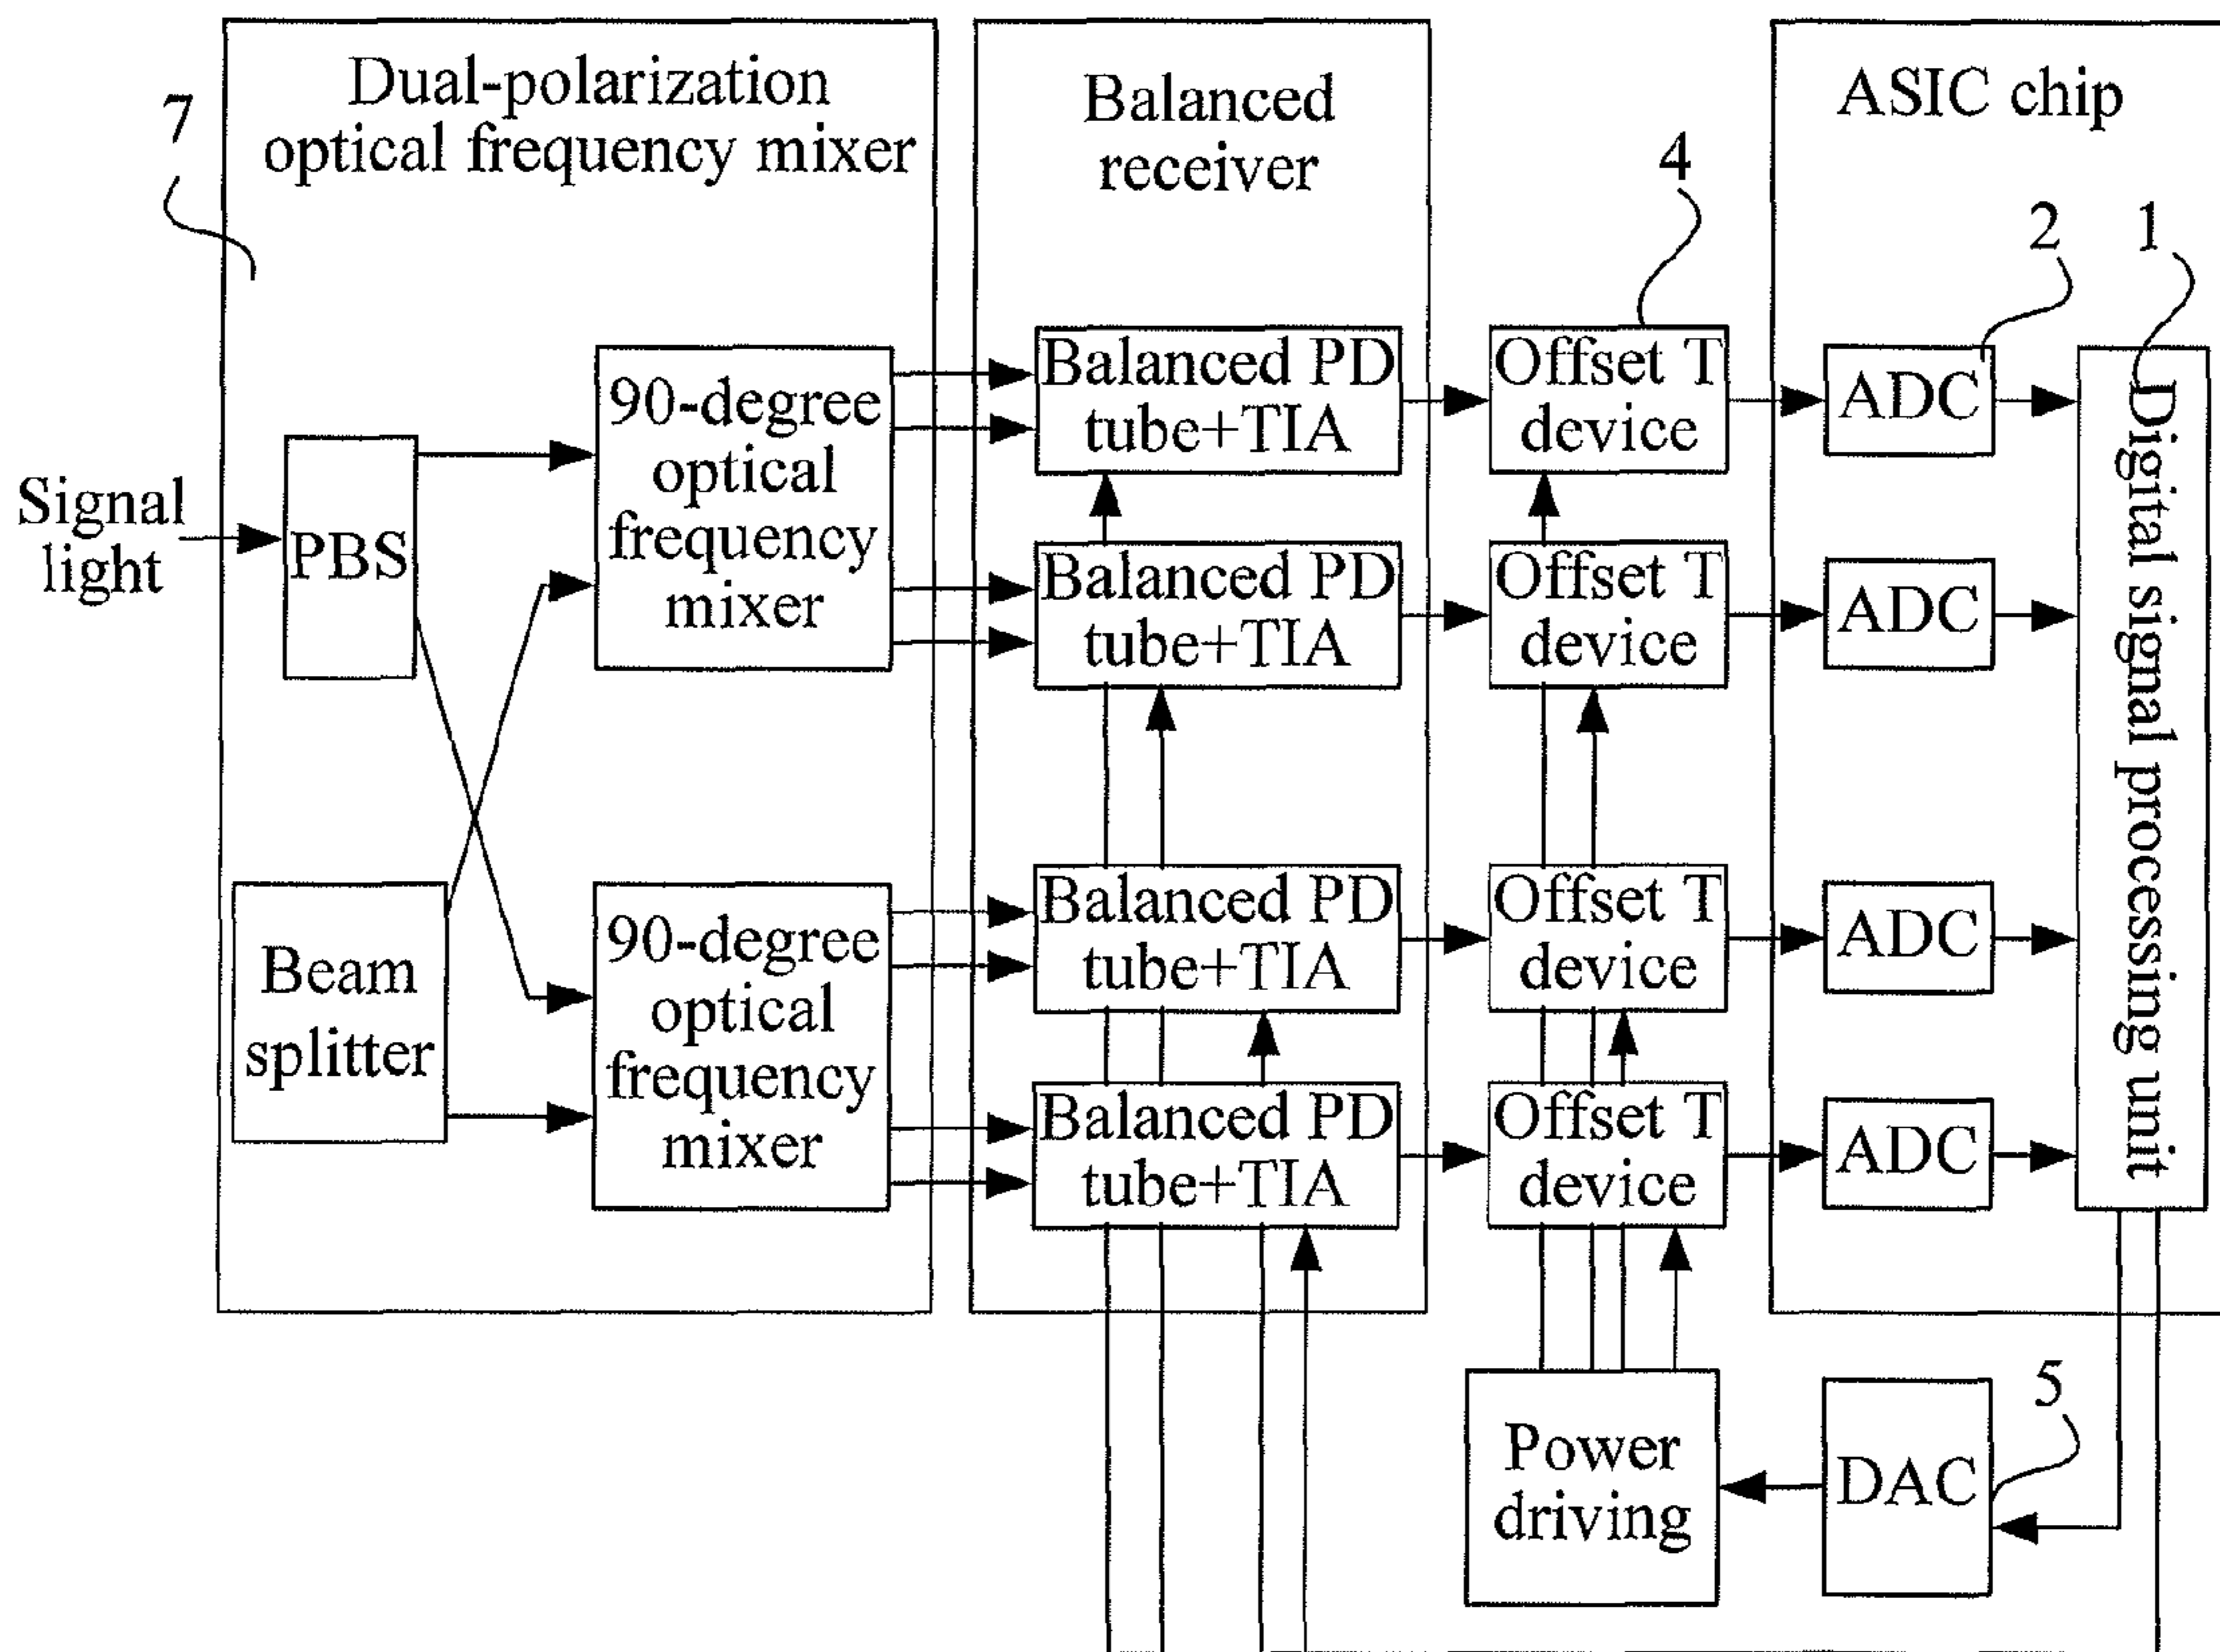 7
Dual-polarization
optical frequency mixer
Balanced
receiver
4
ASIC chip
2
1
Signal
light
PBS
90-degree
optical
frequency
mixer
Beam
splitter
90-degree
optical
frequency
mixer
Balanced PD
tube+TIA
Balanced PD
tube+TIA
Balanced PD
tube+TIA
Balanced PD
tube+TIA
Offset T
device
Offset T
device
Offset T
device
Offset T
device
ADC
ADC
ADC
ADC
Digital signal processing unit
Power
driving
DAC
5